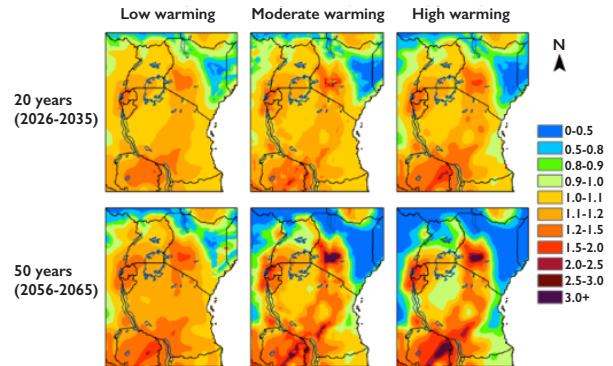 Low warming
Moderate warming
High warming
N
20 years
(2026-2035)
0-0.5
0.5-0.8
0.8-0.9
0.9-1.0
1.0-1.1
1.1-1.2
1.2-1.5
1.5-2.0
2.0-2.5
2.5-3.0
3.0+
50 years
(2056-2065)